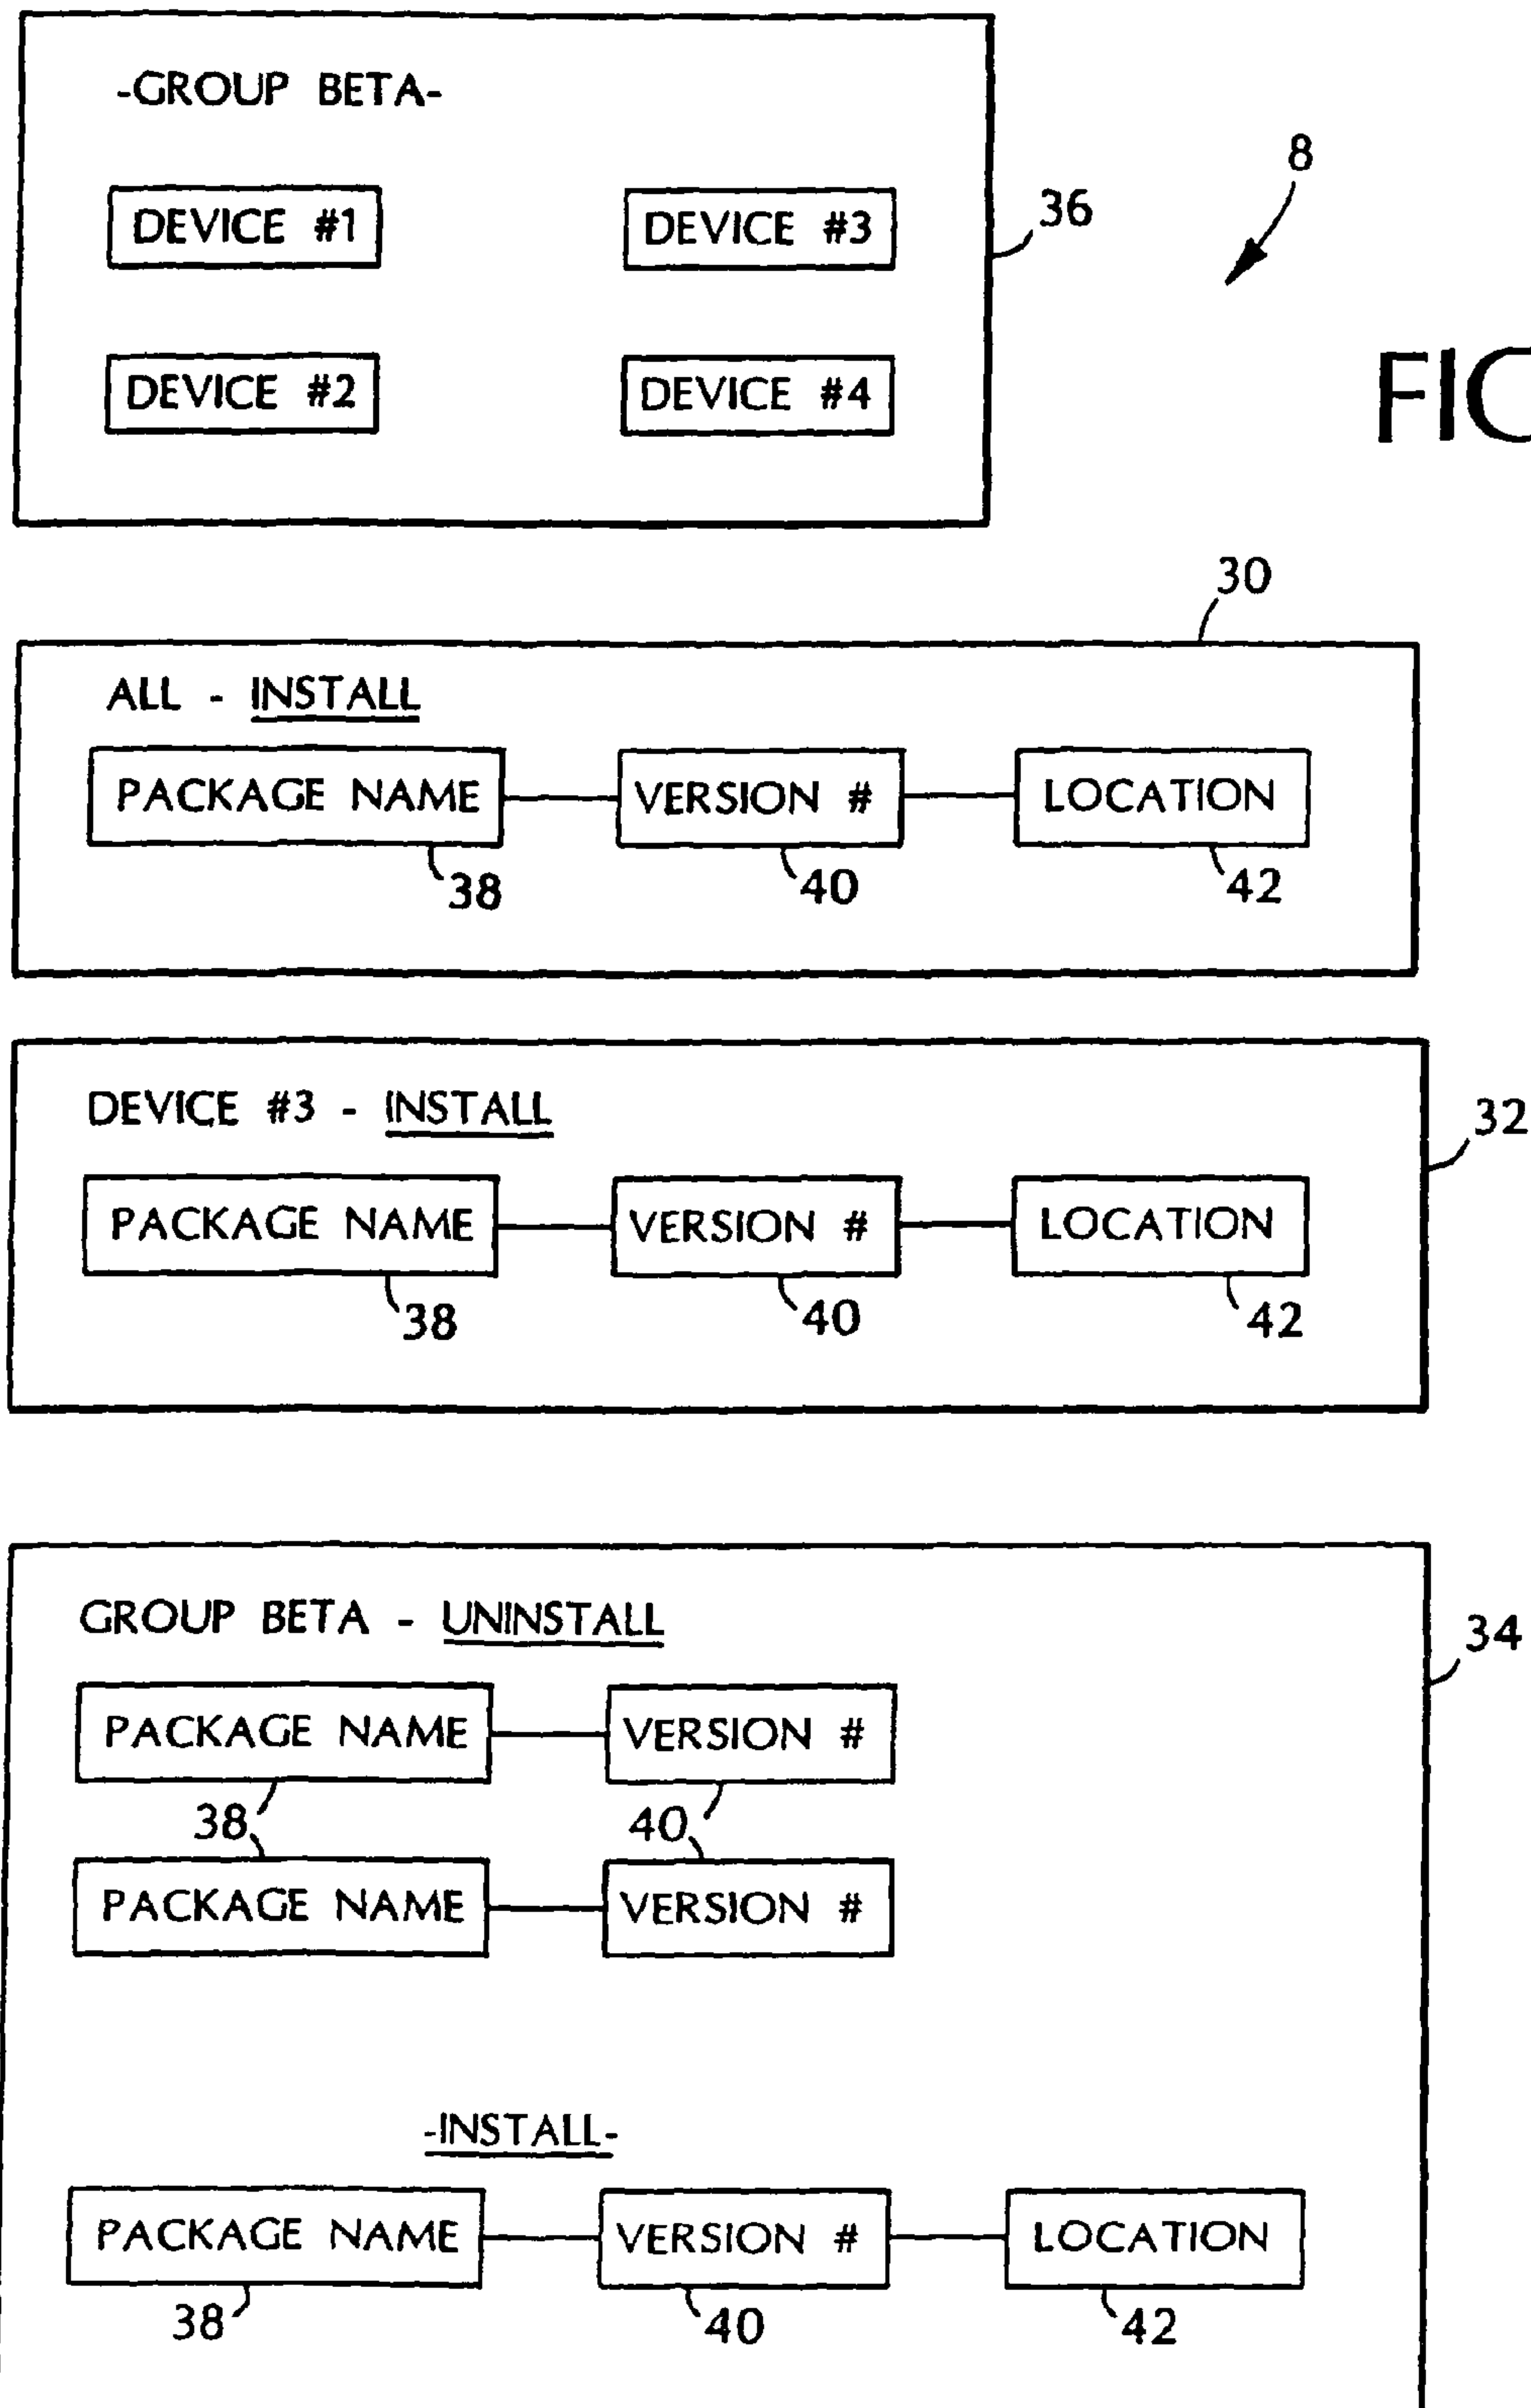 -GROUP BETA-
8
36
DEVICE #1
DEVICE #3
DEVICE #2
DEVICE #4
30
ALL - INSTALL
PACKAGE NAME
VERSION #
LOCATION
38
40
42
DEVICE #3 - INSTALL
32
PACKAGE NAME
VERSION #
LOCATION
38
40
42
GROUP BETA - UNINSTALL
34
PACKAGE NAME
VERSION #
38
40
PACKAGE NAME
VERSION #
-INSTALL-
PACKAGE NAME
VERSION #
LOCATION
38
40
42